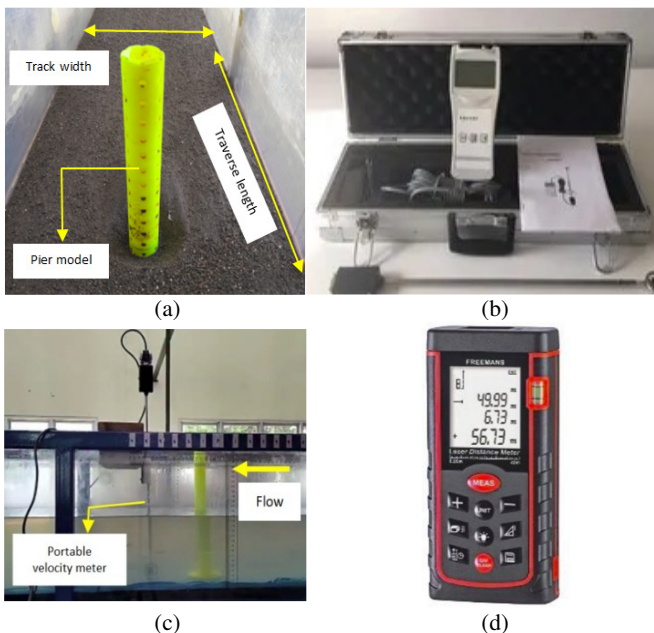 Track width
Traverse length
Pier model
(a)
(b)
Flow
Portable
velocity meter
(c)
FREEMANS
49.99 m
6.73 m
56.73 m
Laser Distance Meter
MEAS
UNIT
(d)